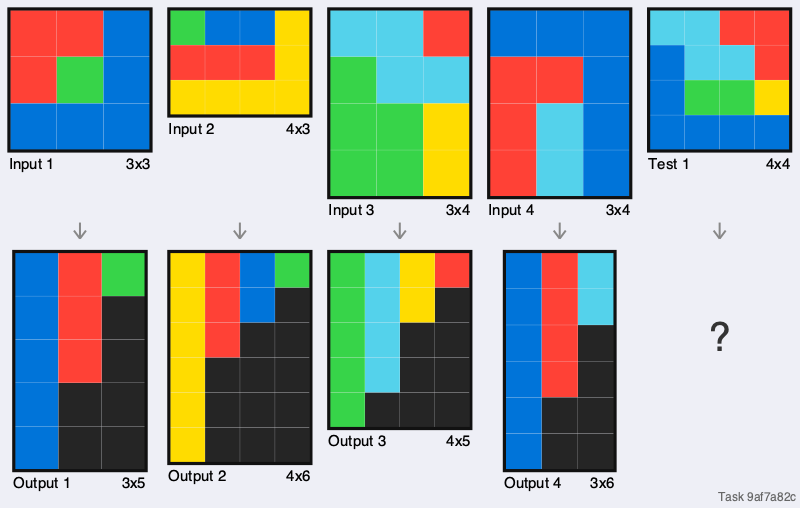 Input 1 3x3
Input 2 4x3
Input 3 3x4
Input 4 3x4
Test 1 4x4
?
Output 1 3x5
Output 2 4x6
Output 3 4x5
Output 4 3x6
Task 9af7a82c